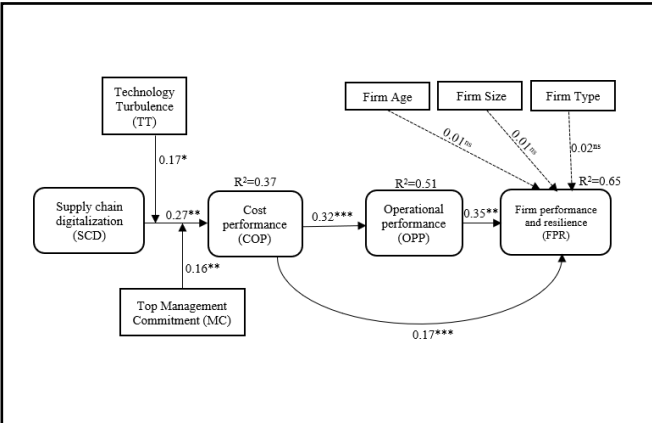 Technology
Turbulence
(TT)
Firm Age
Firm Size
Firm Type
0.01ns
0.01ns
0.02ns
0.17*
R²=0.37
R²=0.51
R²=0.65
Supply chain
digitalization
(SCD)
0.27**
Cost
performance
(COP)
0.32***
Operational
performance
(OPP)
0.35**
Firm performance
and resilience
(FPR)
0.16**
Top Management
Commitment (MC)
0.17***